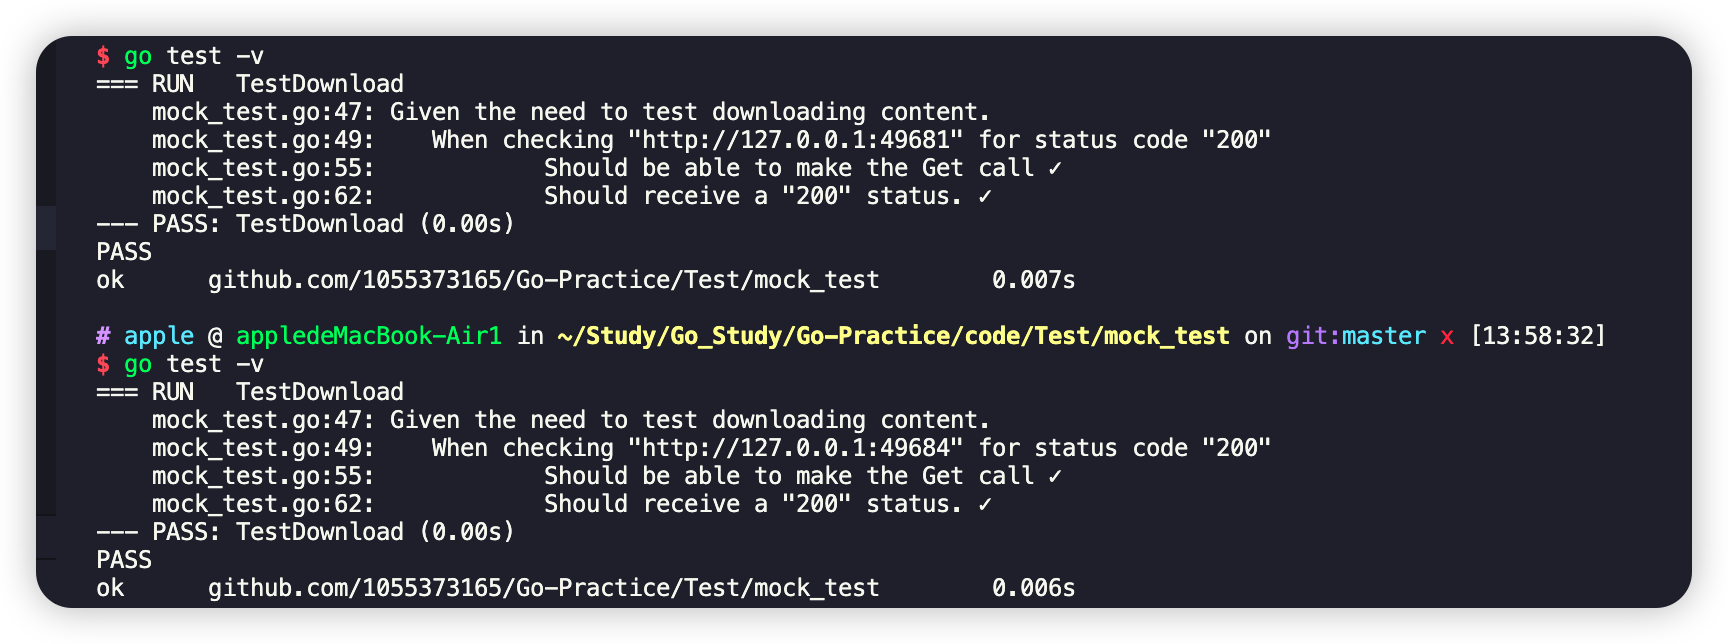 $ go test -v
=== RUN   TestDownload
    mock_test.go:47: Given the need to test downloading content.
    mock_test.go:49:    When checking "http://127.0.0.1:49681" for status code "200"
    mock_test.go:55:            Should be able to make the Get call ✓
    mock_test.go:62:            Should receive a "200" status. ✓
--- PASS: TestDownload (0.00s)
PASS
ok      github.com/1055373165/Go-Practice/Test/mock_test        0.007s
# apple @ appledeMacBook-Air1 in ~/Study/Go_Study/Go-Practice/code/Test/mock_test on git:master x [13:58:32]
$ go test -v
=== RUN   TestDownload
    mock_test.go:47: Given the need to test downloading content.
    mock_test.go:49:    When checking "http://127.0.0.1:49684" for status code "200"
    mock_test.go:55:            Should be able to make the Get call ✓
    mock_test.go:62:            Should receive a "200" status. ✓
--- PASS: TestDownload (0.00s)
PASS
ok      github.com/1055373165/Go-Practice/Test/mock_test        0.006s